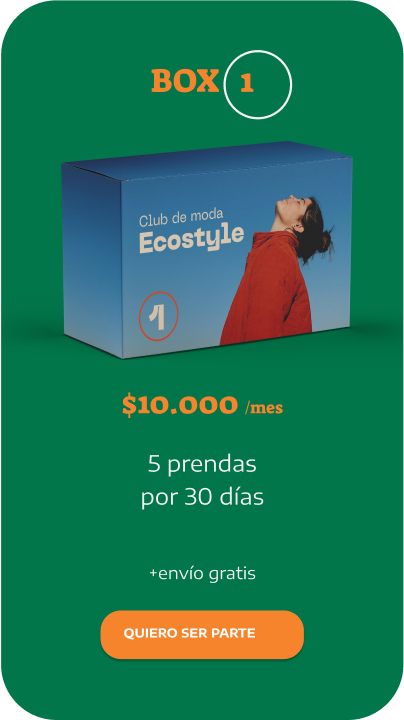 BOX 1
Club de moda
Ecostyle
1
$10.000 /mes
5 prendas
por 30 días
+envío gratis
QUIERO SER PARTE